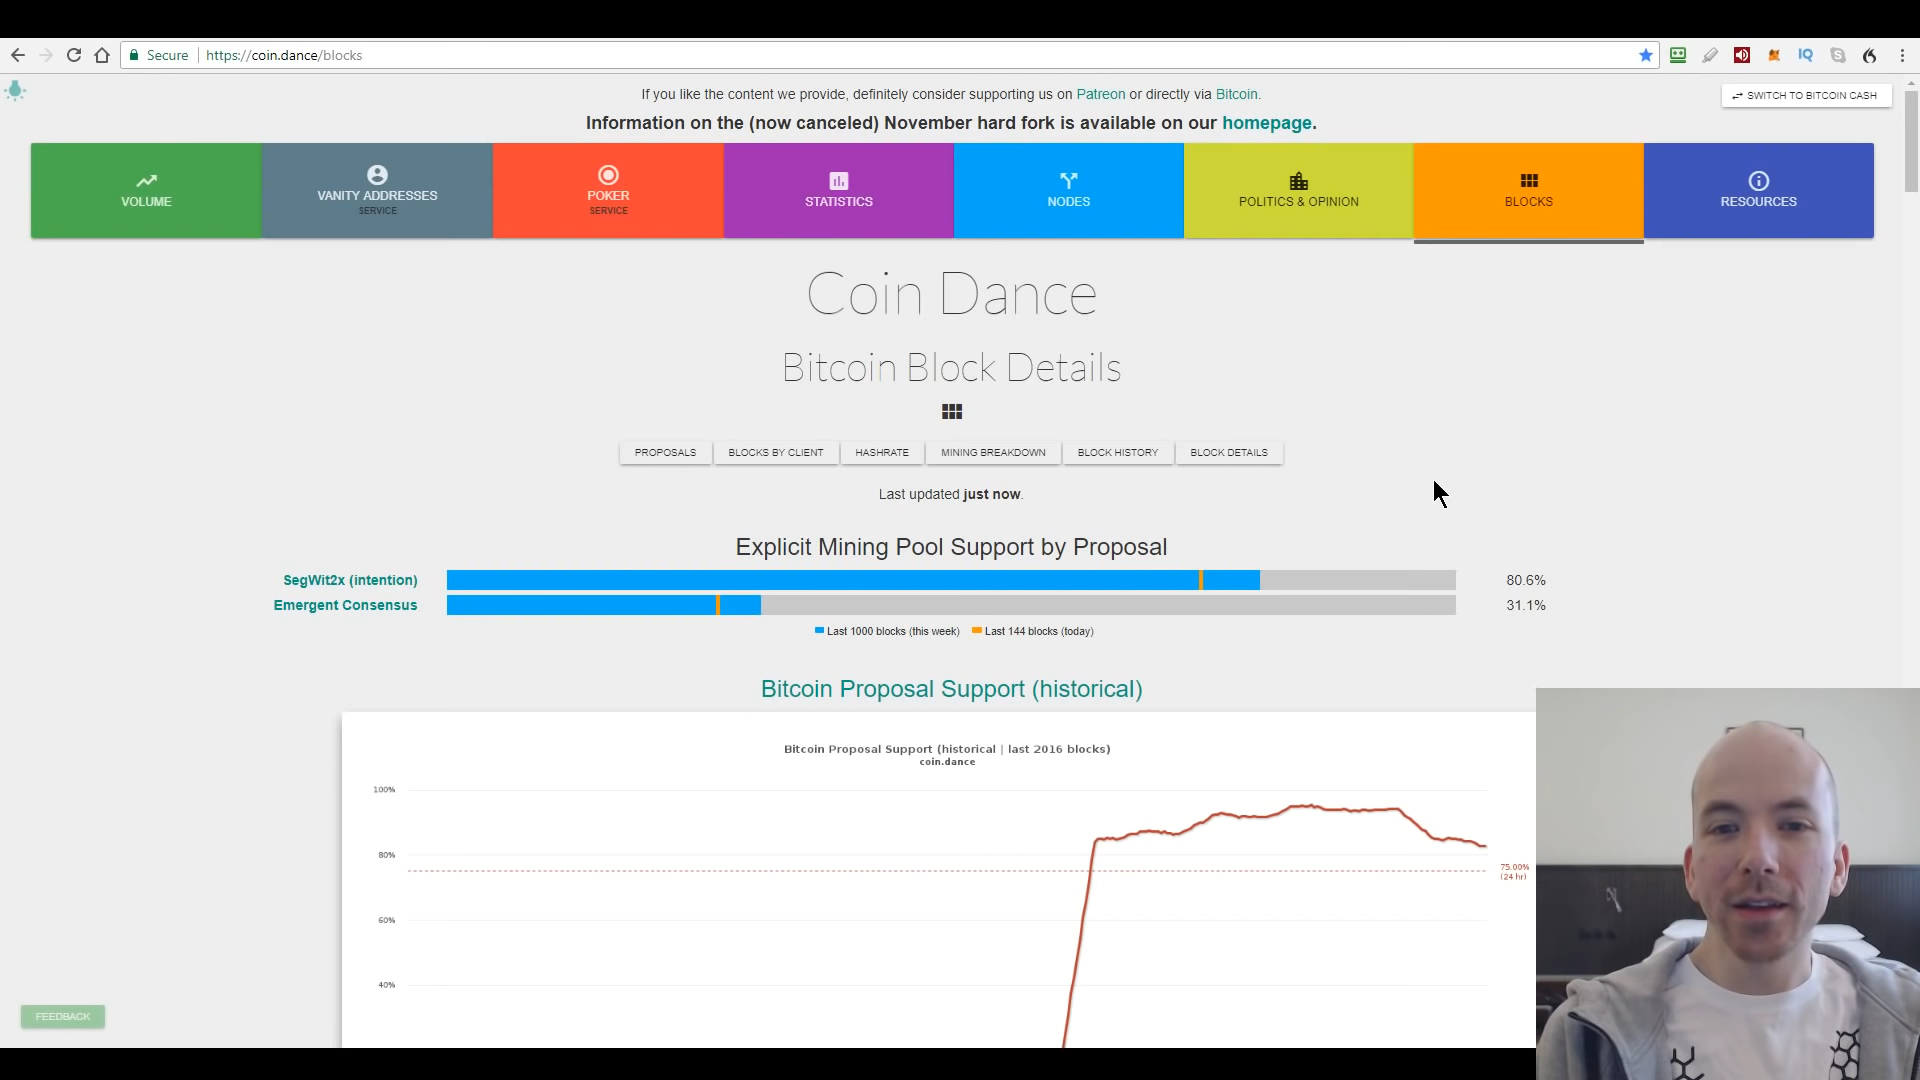 Secure https://coin.dance/blocks
If you like the content we provide, definitely consider supporting us on Patreon or directly via Bitcoin.
SWITCH TO BITCOIN CASH
Information on the (now canceled) November hard fork is available on our homepage.
VOLUME
VANITY ADDRESSES
SERVICE
POKER
SERVICE
STATISTICS
NODES
POLITICS & OPINION
BLOCKS
RESOURCES
Coin Dance
Bitcoin Block Details
PROPOSALS BLOCKS BY CLIENT HASHRATE MINING BREAKDOWN BLOCK HISTORY BLOCK DETAILS
Last updated just now.
Explicit Mining Pool Support by Proposal
SegWit2x (intention) 80.6%
Emergent Consensus 31.1%
Last 1000 blocks (this week) Last 144 blocks (today)
Bitcoin Proposal Support (historical)
Bitcoin Proposal Support (historical | last 2016 blocks)
coin.dance
100%
80%
75.00%
(24 hr)
60%
40%
FEEDBACK
IQ